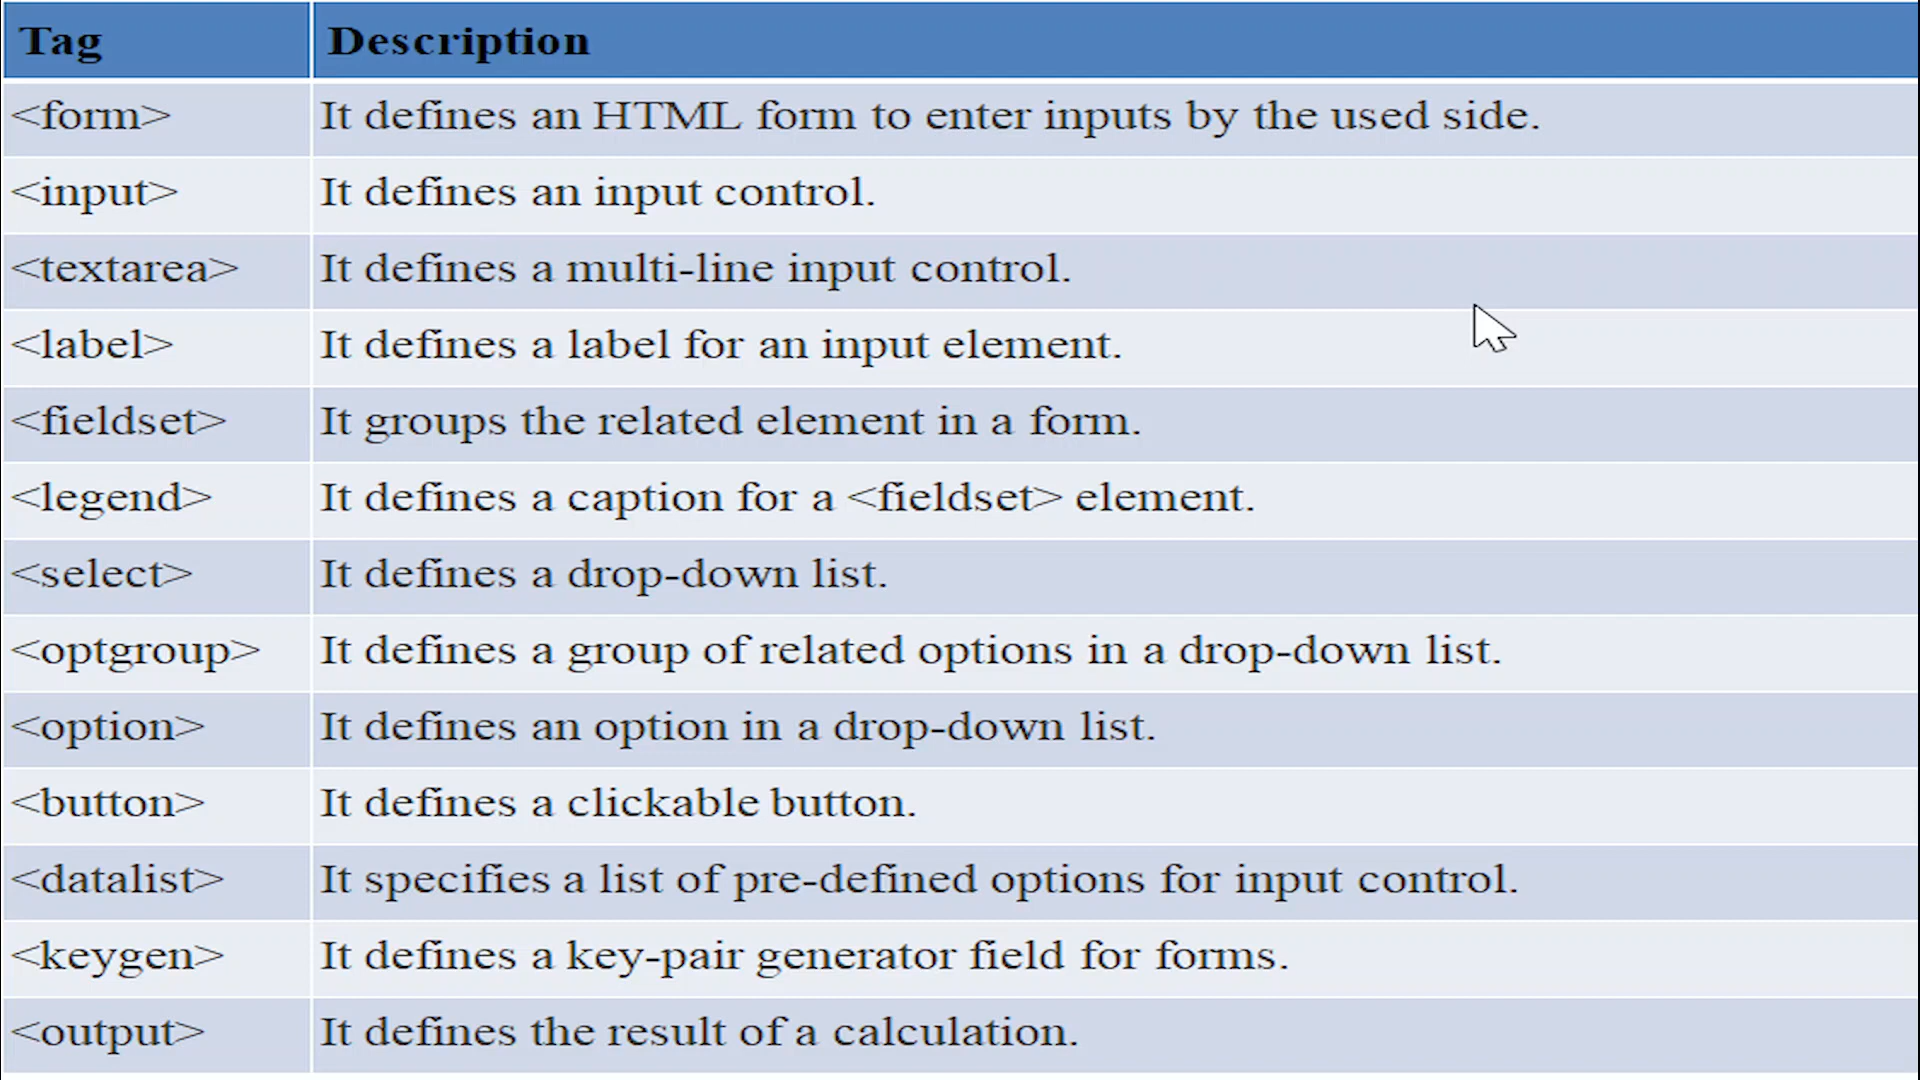 Tag Description
<form> It defines an HTML form to enter inputs by the used side.
<input> It defines an input control.
<textarea> It defines a multi-line input control.
<label> It defines a label for an input element.
<fieldset> It groups the related element in a form.
<legend> It defines a caption for a <fieldset> element.
<select> It defines a drop-down list.
<optgroup> It defines a group of related options in a drop-down list.
<option> It defines an option in a drop-down list.
<button> It defines a clickable button.
<datalist> It specifies a list of pre-defined options for input control.
<keygen> It defines a key-pair generator field for forms.
<output> It defines the result of a calculation.